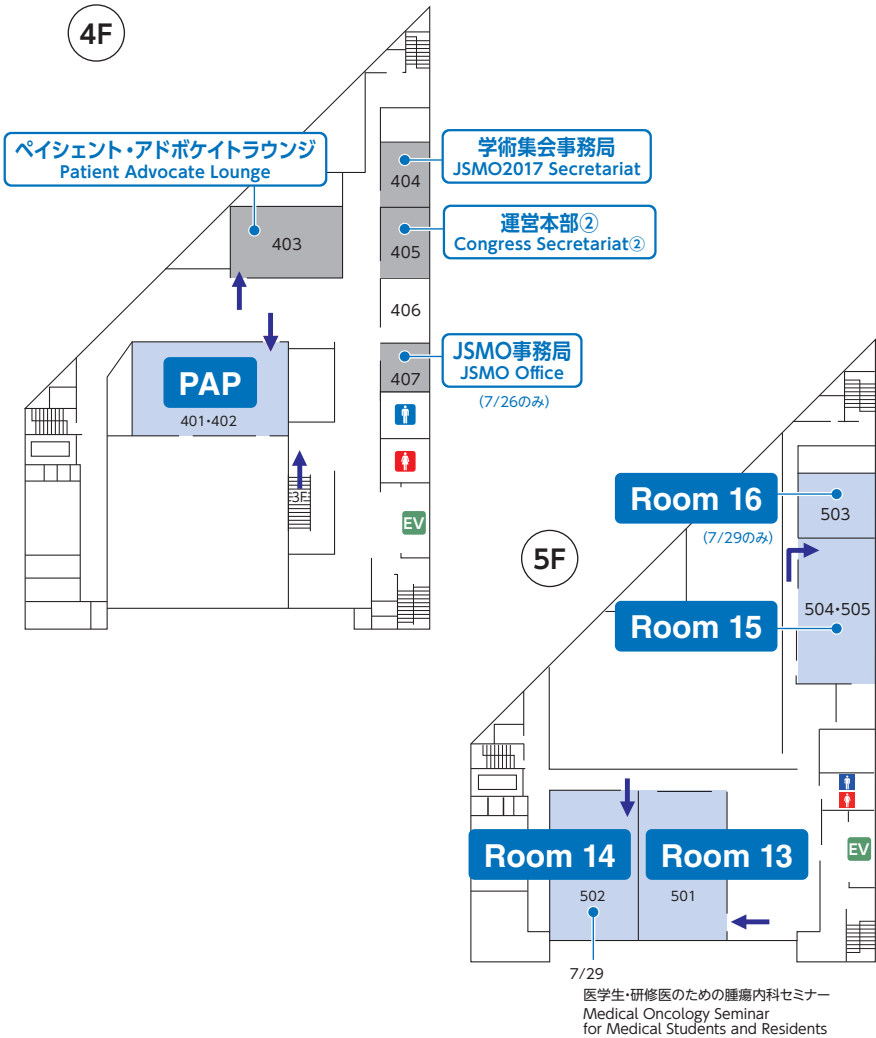 4F
ペイシェント・アドボケイトラウンジ
Patient Advocate Lounge
学術集会事務局
JSMO2017 Secretariat
404
運営本部②
Congress Secretariat②
403
405
406
JSMO事務局
JSMO Office
PAP
407
(7/26のみ)
401・402
3F
EV
5F
Room 16
503
(7/29のみ)
504・505
Room 15
Room 14
Room 13
EV
502
501
7/29
医学生・研修医のための腫瘍内科セミナー
Medical Oncology Seminar
for Medical Students and Residents